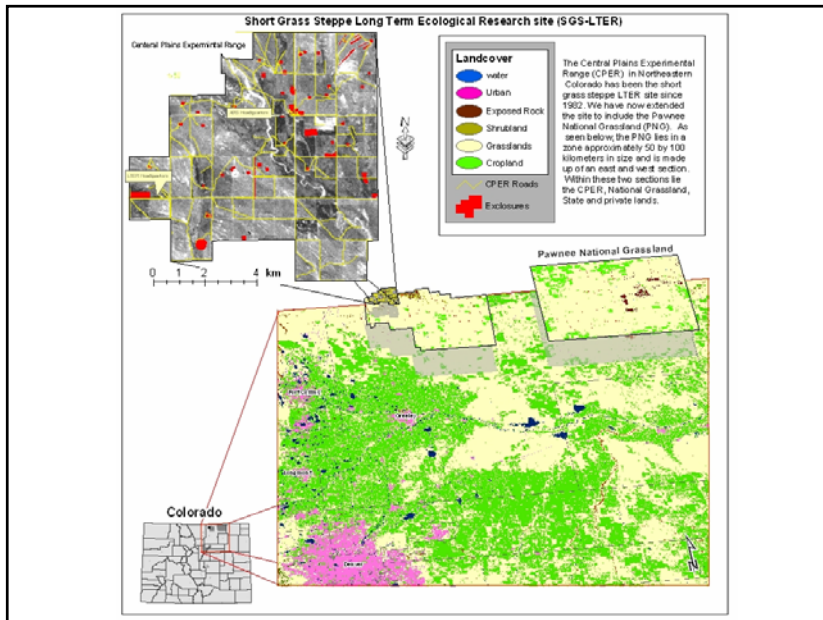 Short Grass Steppe Long Term Ecological Research site (SGS-LTER)
Centeral Plains Expermintal Range
Landcover
water
Urban
Exposed Rock
Shrubland
Grasslands
Cropland
CPER Roads
Exclosures
The Central Plains Experimental
Range (CPER) in Northeastern
Colorado has been the short
grass steppe LTER site since
1982. We have now extended
the site to include the Pawnee
National Grassland (PNG). As
seen below, the PNG lies in a
zone approximately 50 by 100
kilometers in size and is made
up of an east and west section.
Within these two sections lie
the CPER, National Grassland,
State and private lands.
N
0 1 2 4 km
Pawnee National Grassland
Greeley
Denver
Colorado
N